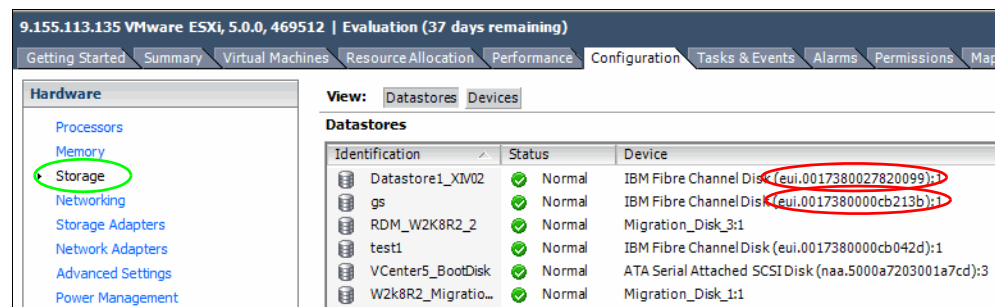 9.155.113.135 VMware ESXi, 5.0.0, 469512 | Evaluation (37 days remaining)
Getting Started Summary Virtual Machines Resource Allocation Performance Configuration Tasks & Events Alarms Permissions Map
Hardware
Processors
Memory
Storage
Networking
Storage Adapters
Network Adapters
Advanced Settings
Power Management
View: Datastores Devices
Datastores
Identification Status Device
Datastore1_XIV02 Normal IBM Fibre Channel Disk (eui.0017380027820099):1
gs Normal IBM Fibre Channel Disk (eui.0017380000cb213b):1
RDM_W2K8R2_2 Normal Migration_Disk_3:1
test1 Normal IBM Fibre Channel Disk (eui.0017380000cb042d):1
VCenter5_BootDisk Normal ATA Serial Attached SCSI Disk (naa.5000a7203001a7cd):3
W2k8R2_Migratio... Normal Migration_Disk_1:1